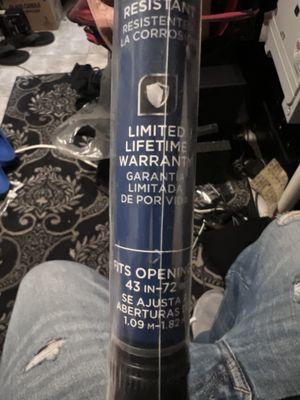 RESISTANT
RESISTENTE
LA CORROSI
LIMITED
LIFETIME
WARRANTY
GARANTÍA
LIMITADA
DE POR VIDA
FITS OPENING
43 IN–72
SE AJUSTA
ABERTURAS
1.09 M–1.82